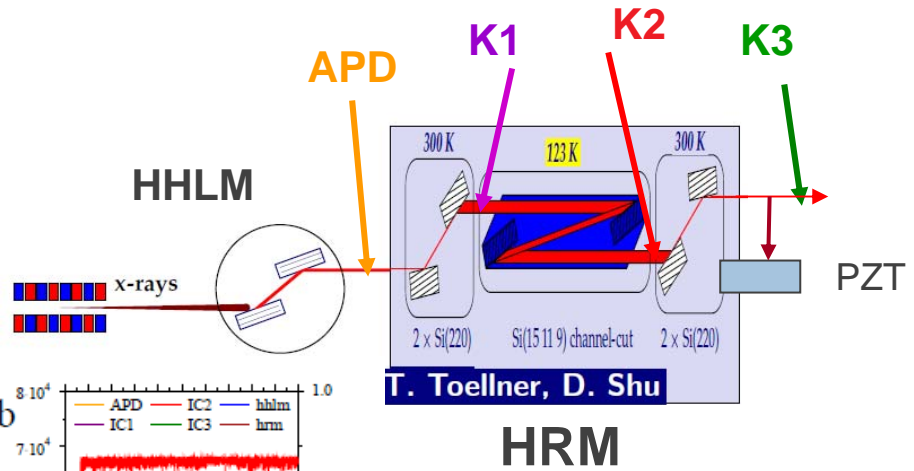 K1
K2
K3
APD
300 K
123 K
300 K
HHLM
x-rays
PZT
2 × Si(220)
Si(15 11 9) channel-cut
2 × Si(220)
T. Toellner, D. Shu
HRM
b
8·10⁴
APD
IC2
hhlm
1.0
IC1
IC3
hrm
7·10⁴